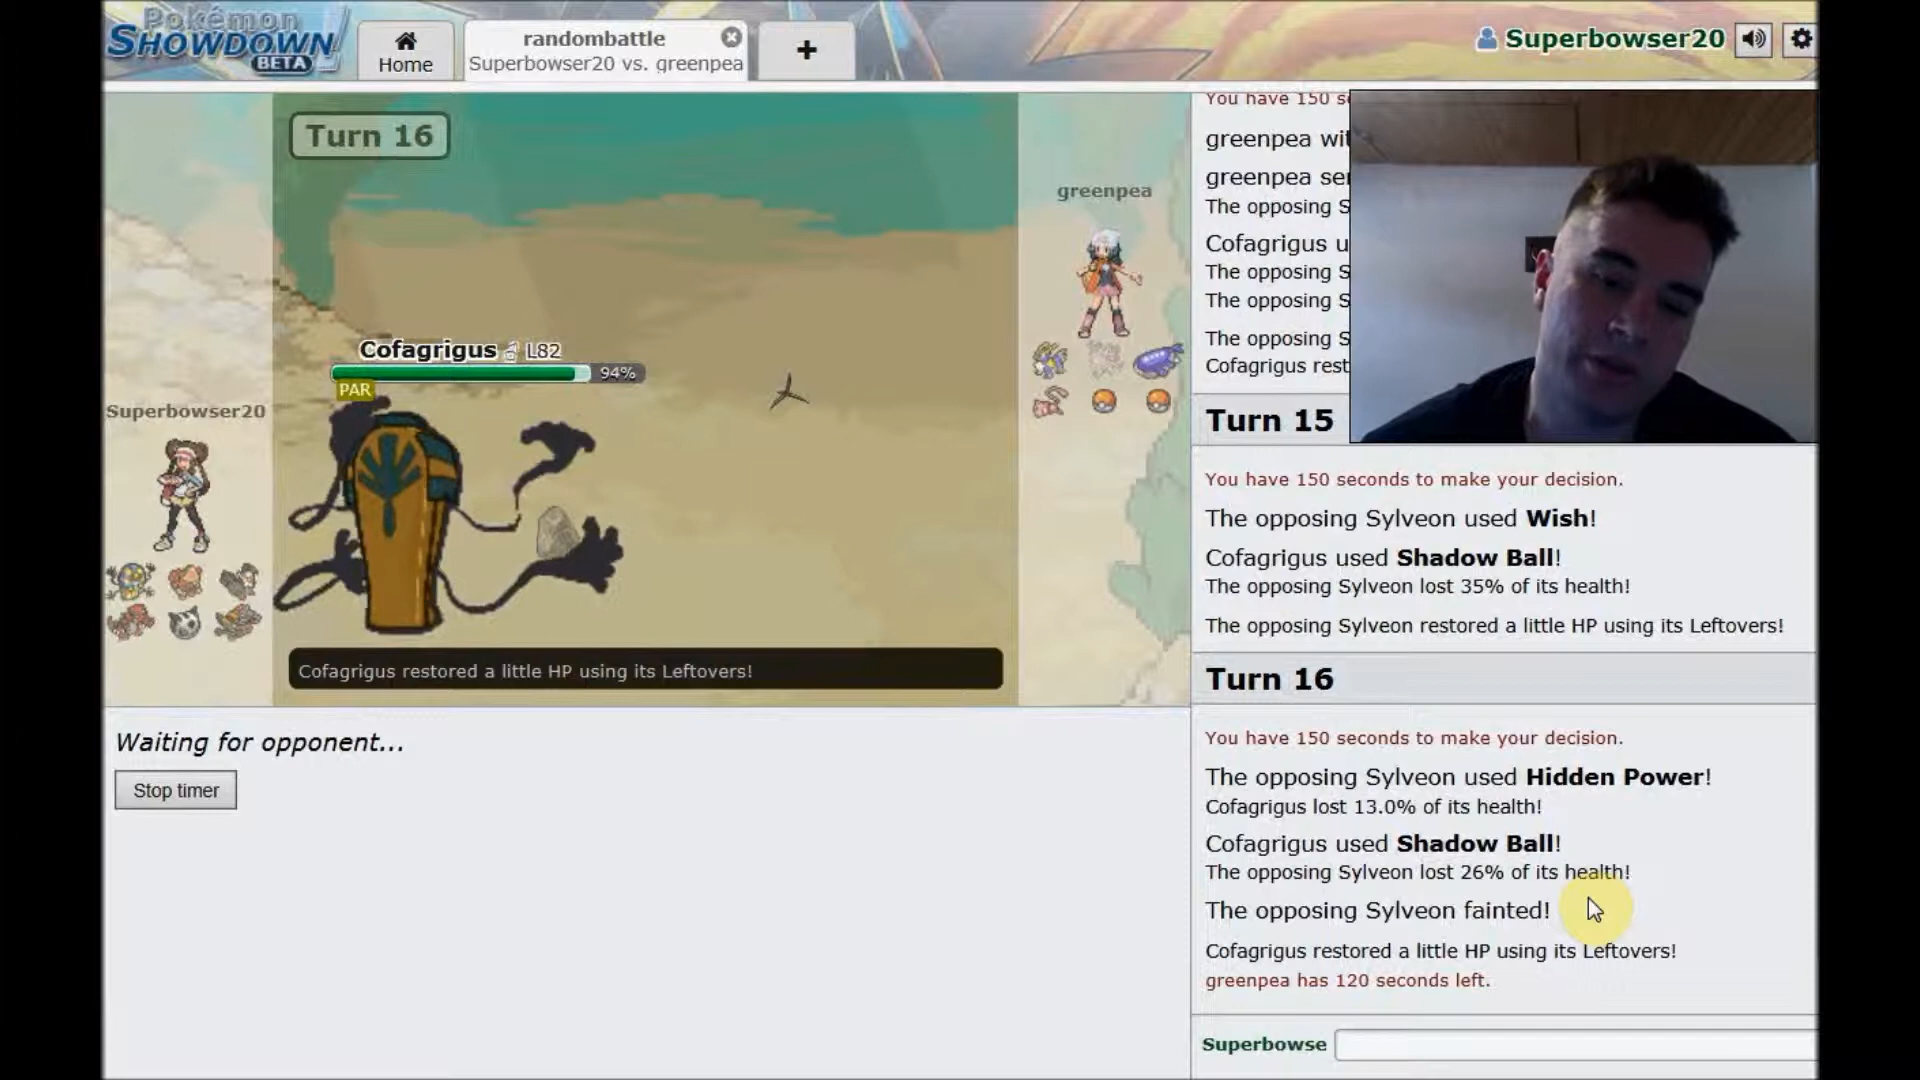 Pokémon
SHOWDOWN
BETA
Home
randombattle
Superbowser20 vs. greenpea
+
Superbowser20
Turn 16
greenpea
Cofagrigus L82
94%
PAR
Superbowser20
Cofagrigus restored a little HP using its Leftovers!
Waiting for opponent...
Stop timer
You have 150 s
greenpea wit
greenpea ser
The opposing S
Cofagrigus u
The opposing S
The opposing S
The opposing S
Cofagrigus rest
Turn 15
You have 150 seconds to make your decision.
The opposing Sylveon used Wish!
Cofagrigus used Shadow Ball!
The opposing Sylveon lost 35% of its health!
The opposing Sylveon restored a little HP using its Leftovers!
Turn 16
You have 150 seconds to make your decision.
The opposing Sylveon used Hidden Power!
Cofagrigus lost 13.0% of its health!
Cofagrigus used Shadow Ball!
The opposing Sylveon lost 26% of its health!
The opposing Sylveon fainted!
Cofagrigus restored a little HP using its Leftovers!
greenpea has 120 seconds left.
Superbowse